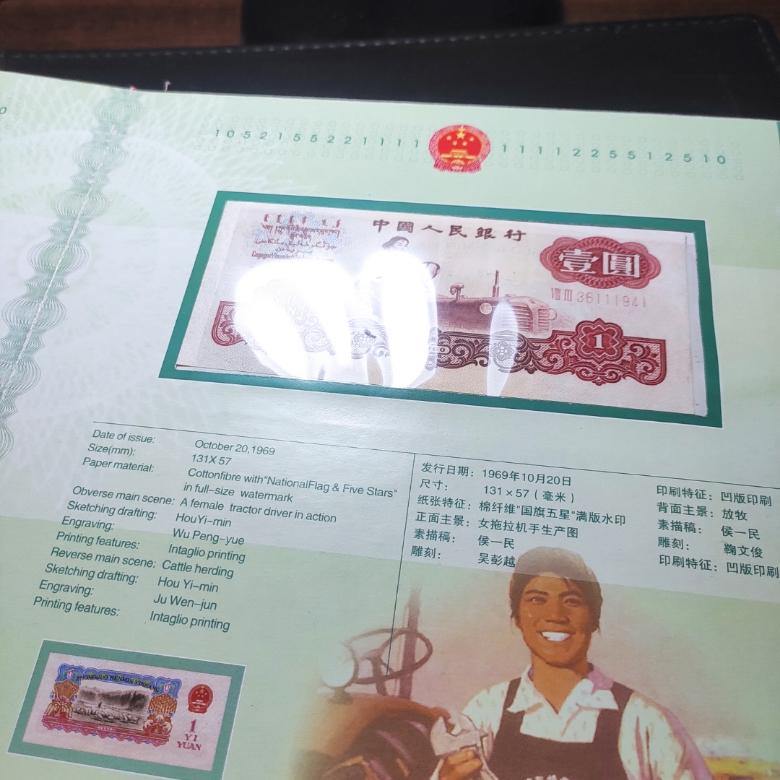 1052155221111
1111225512510
中國人民銀行
壹圓
VIII III 36111941
1
Date of issue: October 20,1969
Size(mm): 131X 57
Paper material: Cottonfibre with"NationalFlag & Five Stars"
in full-size watermark
Obverse main scene: A female tractor driver in action
Sketching drafting: HouYi-min
Engraving: Wu Peng-yue
Printing features: Intaglio printing
Reverse main scene: Cattle herding
Sketching drafting: Hou Yi-min
Engraving: Ju Wen-jun
Printing features: Intaglio printing
发行日期: 1969年10月20日
尺寸: 131×57(毫米)
纸张特征: 棉纤维"国旗五星"满版水印
正面主景: 女拖拉机手生产图
素描稿: 侯一民
雕刻: 吴彭越
印刷特征: 凹版印刷
背面主景: 放牧
素描稿: 侯一民
雕刻: 鞠文俊
印刷特征: 凹版印刷
1
YI
YUAN